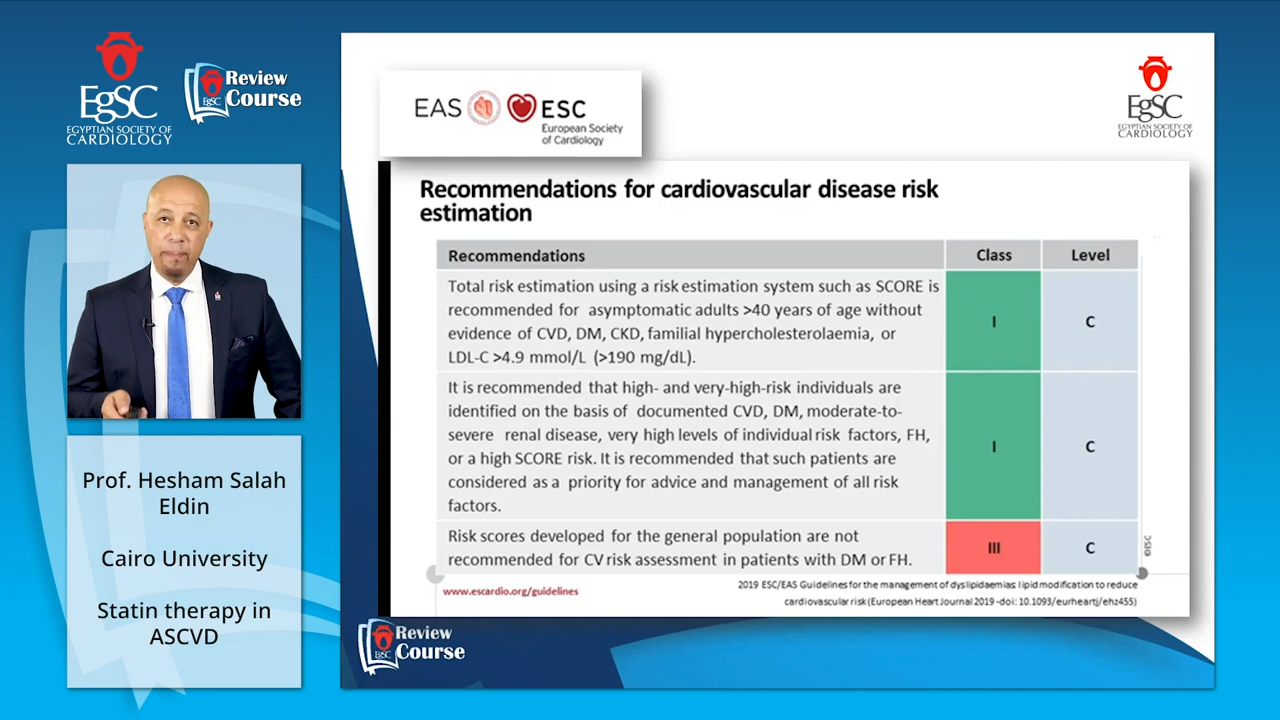 EgSC
EGYPTIAN SOCIETY OF
CARDIOLOGY
EgSC
Review
Course
Prof. Hesham Salah
Eldin
Cairo University
Statin therapy in
ASCVD
EAS
ESC
European Society
of Cardiology
EgSC
EGYPTIAN SOCIETY OF
CARDIOLOGY
Recommendations for cardiovascular disease risk
estimation
Recommendations Class Level
Total risk estimation using a risk estimation system such as SCORE is
recommended for asymptomatic adults >40 years of age without
evidence of CVD, DM, CKD, familial hypercholesterolaemia, or
LDL-C >4.9 mmol/L (>190 mg/dL).
I C
It is recommended that high- and very-high-risk individuals are
identified on the basis of documented CVD, DM, moderate-to-
severe renal disease, very high levels of individual risk factors, FH,
or a high SCORE risk. It is recommended that such patients are
considered as a priority for advice and management of all risk
factors.
I C
Risk scores developed for the general population are not
recommended for CV risk assessment in patients with DM or FH.
III C
©ESC
www.escardio.org/guidelines
2019 ESC/EAS Guidelines for the management of dyslipidaemias: lipid modification to reduce
cardiovascular risk (European Heart Journal 2019 -doi: 10.1093/eurheartj/ehz455)
EgSC
Review
Course